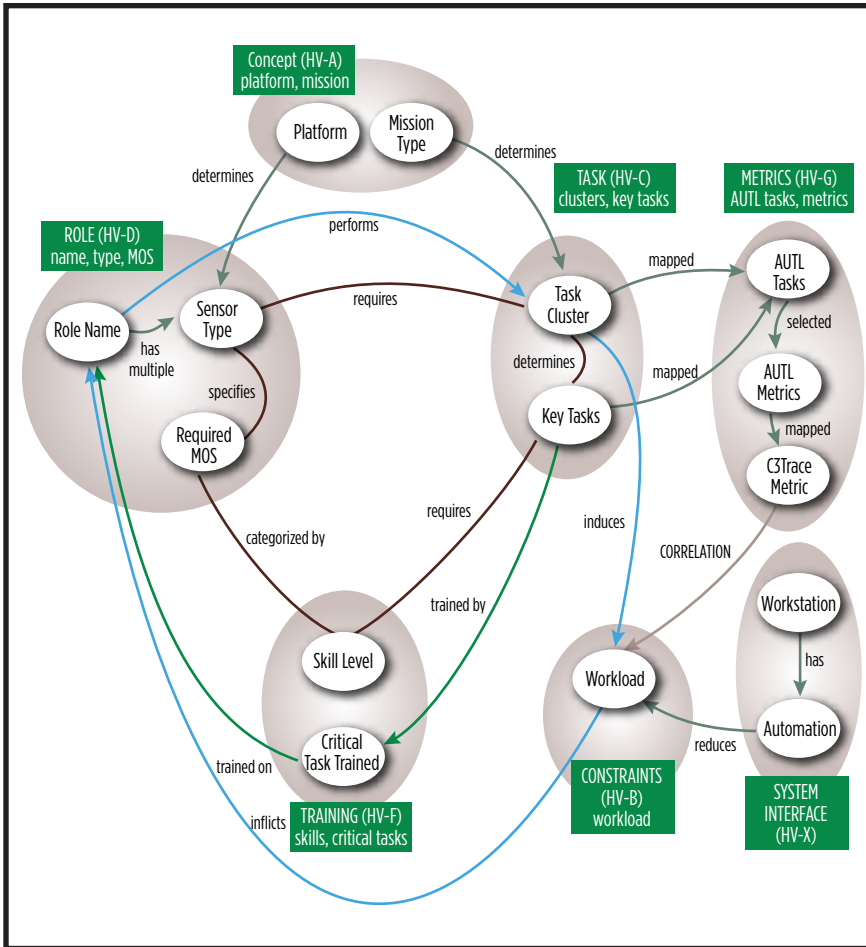 Concept (HV-A)
platform, mission
Platform
Mission
Type
determines
determines
TASK (HV-C)
clusters, key tasks
METRICS (HV-G)
AUTL tasks, metrics
ROLE (HV-D)
name, type, MOS
performs
mapped
AUTL
Tasks
Role Name
Sensor
Type
requires
Task
Cluster
selected
has
multiple
determines
mapped
specifies
AUTL
Metrics
Key Tasks
mapped
Required
MOS
C3Trace
Metric
requires
categorized by
induces
CORRELATION
trained by
Workstation
Skill Level
Workload
has
Automation
Critical
Task Trained
reduces
trained on
inflicts
TRAINING (HV-F)
skills, critical tasks
CONSTRAINTS
(HV-B)
workload
SYSTEM
INTERFACE
(HV-X)